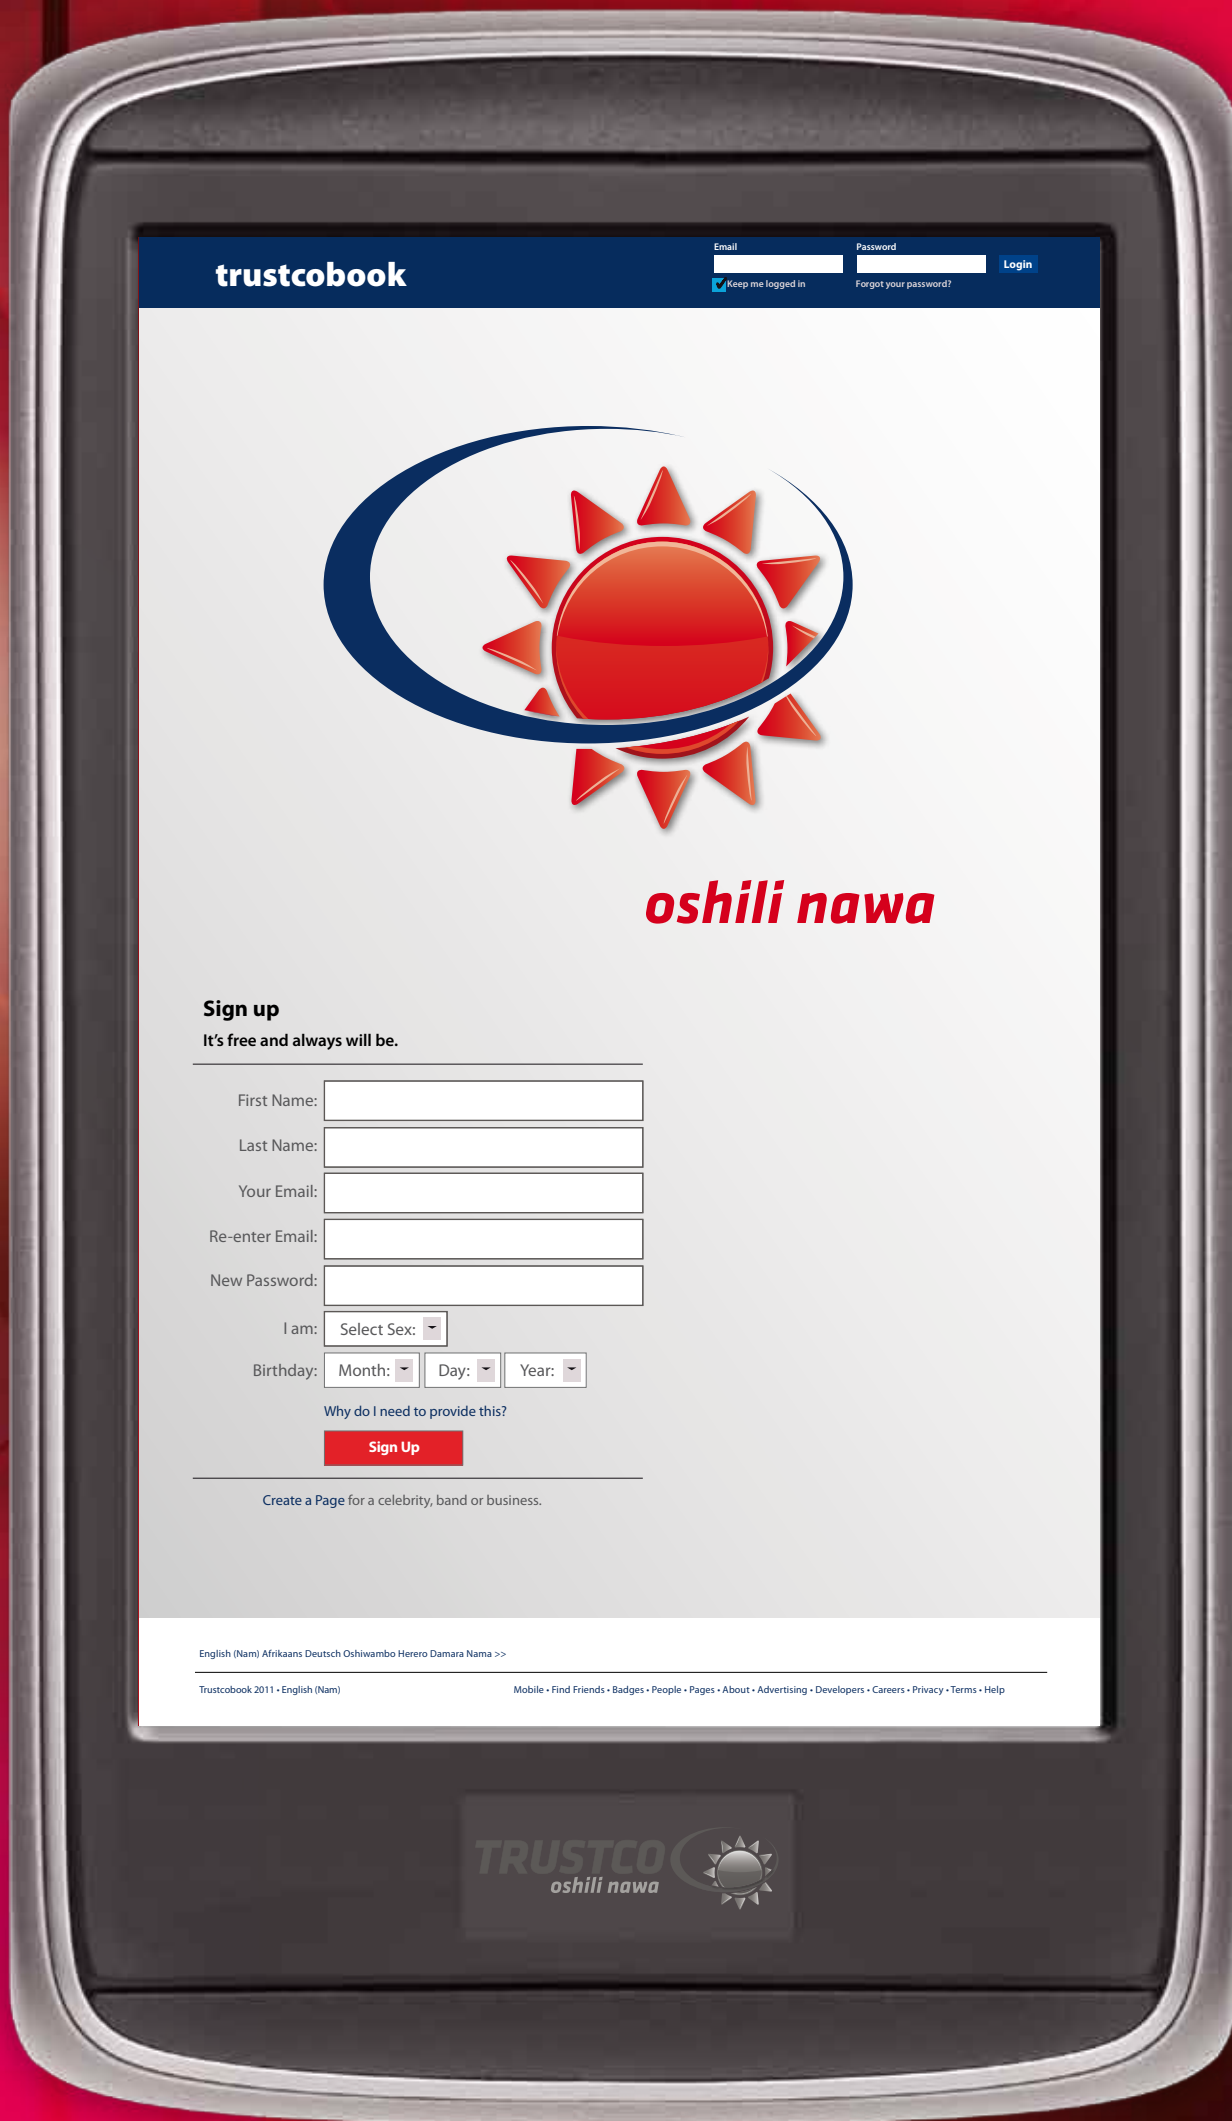 Email Password
trustcobook Login
Keep me logged in Forgot your password?
oshili nawa
Sign up
It’s free and always will be.
First Name:
Last Name:
Your Email:
Re-enter Email:
New Password:
I am: Select Sex:
Birthday: Month: Day: Year:
Why do I need to provide this?
Sign Up
Create a Page for a celebrity, band or business.
English (Nam) Afrikaans Deutsch Oshiwambo Herero Damara Nama >>
Trustcobook 2011 • English (Nam) Mobile • Find Friends • Badges • People • Pages • About • Advertising • Developers • Careers • Privacy • Terms • Help
TRUSTCO
oshili nawa